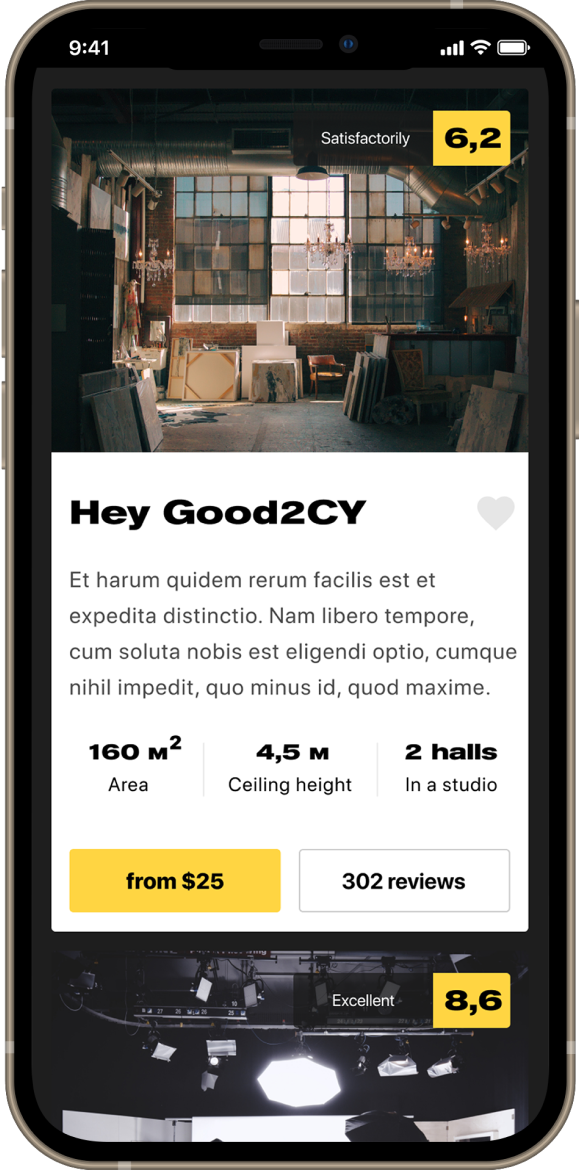 9:41
Satisfactorily 6,2
Hey Good2CY
Et harum quidem rerum facilis est et
expedita distinctio. Nam libero tempore,
cum soluta nobis est eligendi optio, cumque
nihil impedit, quo minus id, quod maxime.
160 м² 4,5 м 2 halls
Area Ceiling height In a studio
from $25 302 reviews
Excellent 8,6